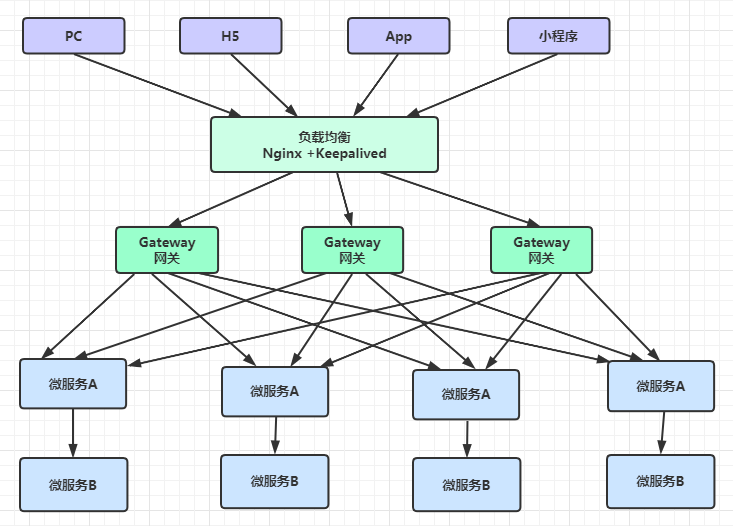 PC
H5
App
小程序
负载均衡
Nginx +Keepalived
Gateway
网关
Gateway
网关
Gateway
网关
微服务A
微服务A
微服务A
微服务A
微服务B
微服务B
微服务B
微服务B